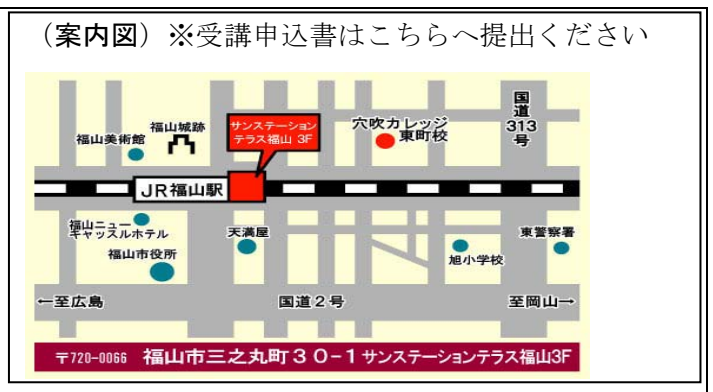 （案内図）※受講申込書はこちらへ提出ください
国道313号
穴吹カレッジ
東町校
サンステーション
テラス福山 3F
福山城跡
福山美術館
JR福山駅
福山ニュー
キャッスルホテル
天満屋
東警察署
旭小学校
福山市役所
←至広島
国道2号
至岡山→
〒720-0066 福山市三之丸町３０−１サンステーションテラス福山3F